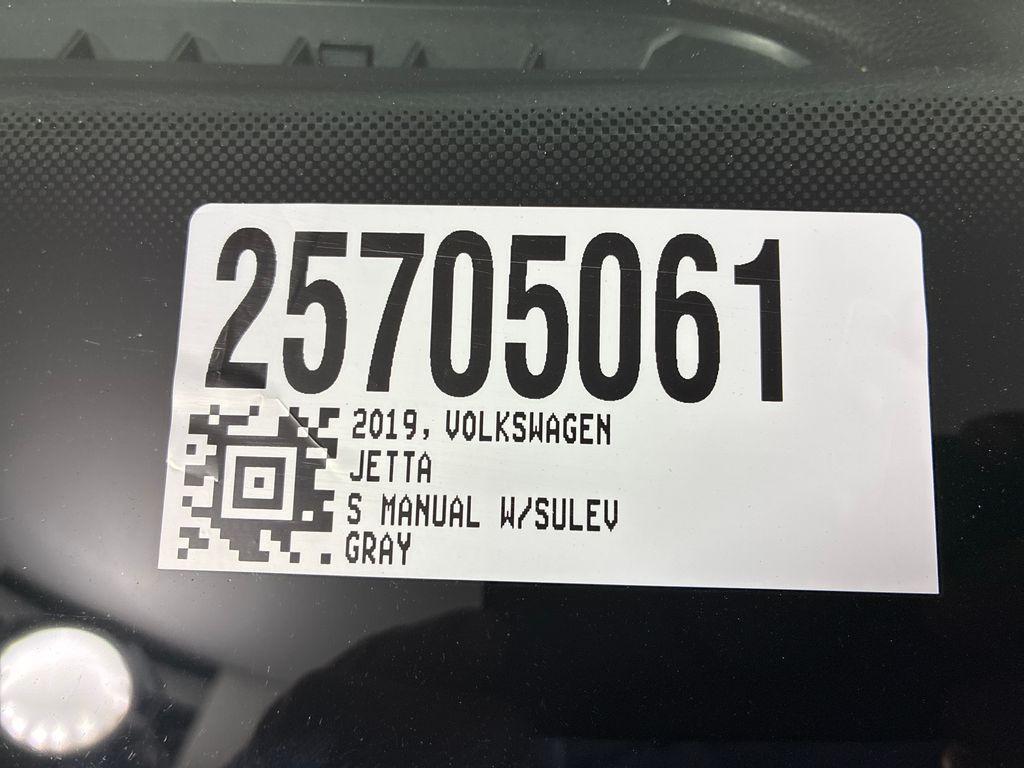 25705061
2019, VOLKSWAGEN
JETTA
S MANUAL W/SULEV
GRAY